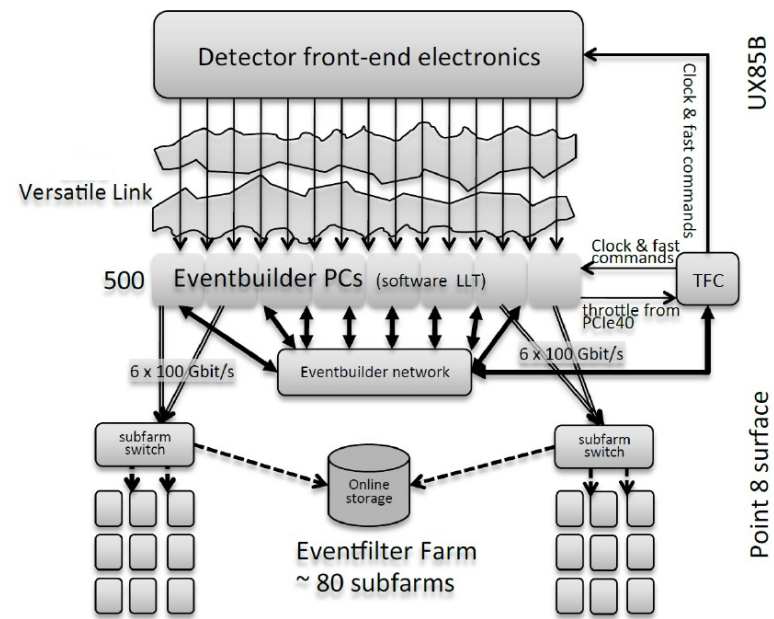 Detector front-end electronics
UX85B
Clock & fast commands
Versatile Link
500
Eventbuilder PCs (software LLT)
Clock & fast
commands
TFC
throttle from
PCIe40
6 x 100 Gbit/s
Eventbuilder network
6 x 100 Gbit/s
subfarm
switch
Online
storage
subfarm
switch
Point 8 surface
Eventfilter Farm
~ 80 subfarms